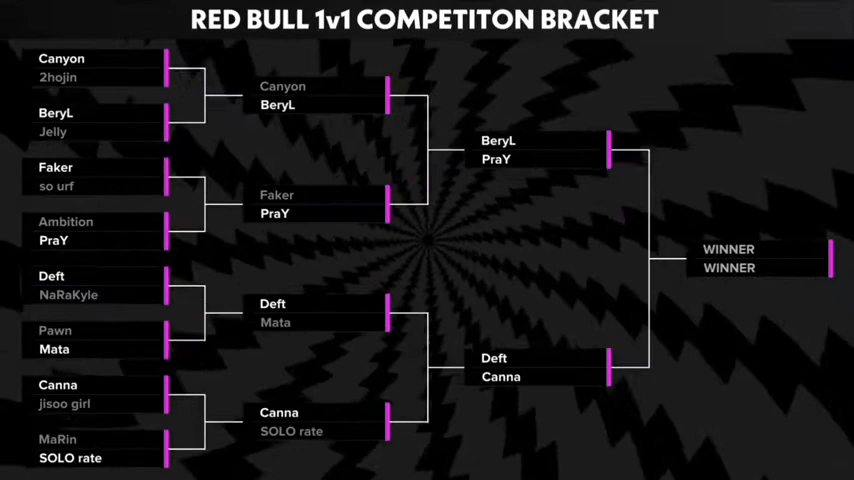 RED BULL 1v1 COMPETITON BRACKET
Canyon
2hojin
BeryL
Jelly
Faker
so urf
Ambition
PraY
Deft
NaRaKyle
Pawn
Mata
Canna
jisoo girl
MaRin
SOLO rate
Canyon
BeryL
Faker
PraY
Deft
Mata
Canna
SOLO rate
BeryL
PraY
Deft
Canna
WINNER
WINNER